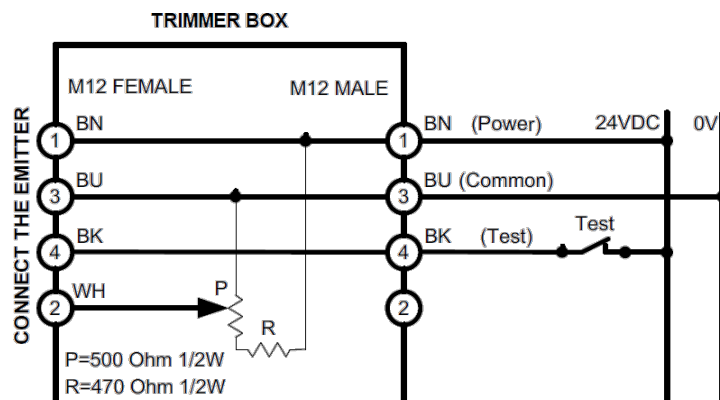 TRIMMER BOX
M12 FEMALE
M12 MALE
CONNECT THE EMITTER
1 BN
1 BN (Power)
24VDC
0V
3 BU
3 BU (Common)
4 BK
4 BK (Test)
Test
2 WH
P
2
R
P=500 Ohm 1/2W
R=470 Ohm 1/2W